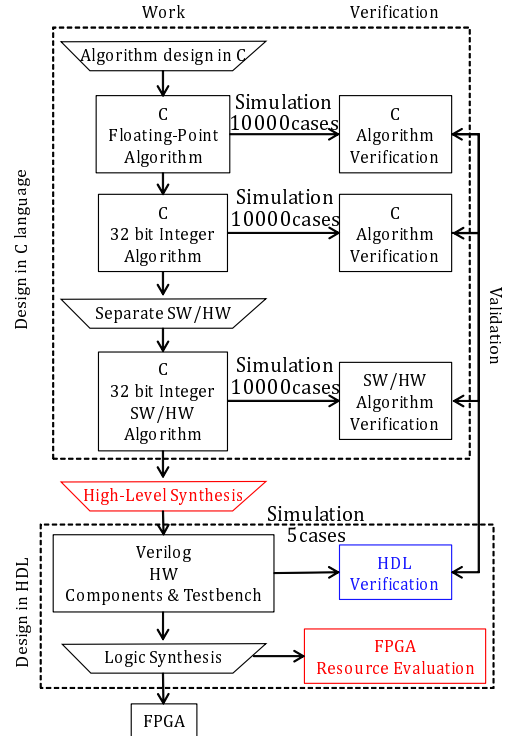 Work
Verification
Algorithm design in C
Simulation
10000cases
C
Floating-Point
Algorithm
C
Algorithm
Verification
Simulation
10000cases
C
32 bit Integer
Algorithm
C
Algorithm
Verification
Design in C language
Separate SW/HW
Validation
Simulation
10000cases
C
32 bit Integer
SW/HW
Algorithm
SW/HW
Algorithm
Verification
High-Level Synthesis
Simulation
5cases
Verilog
HW
Components & Testbench
HDL
Verification
Design in HDL
Logic Synthesis
FPGA
Resource Evaluation
FPGA